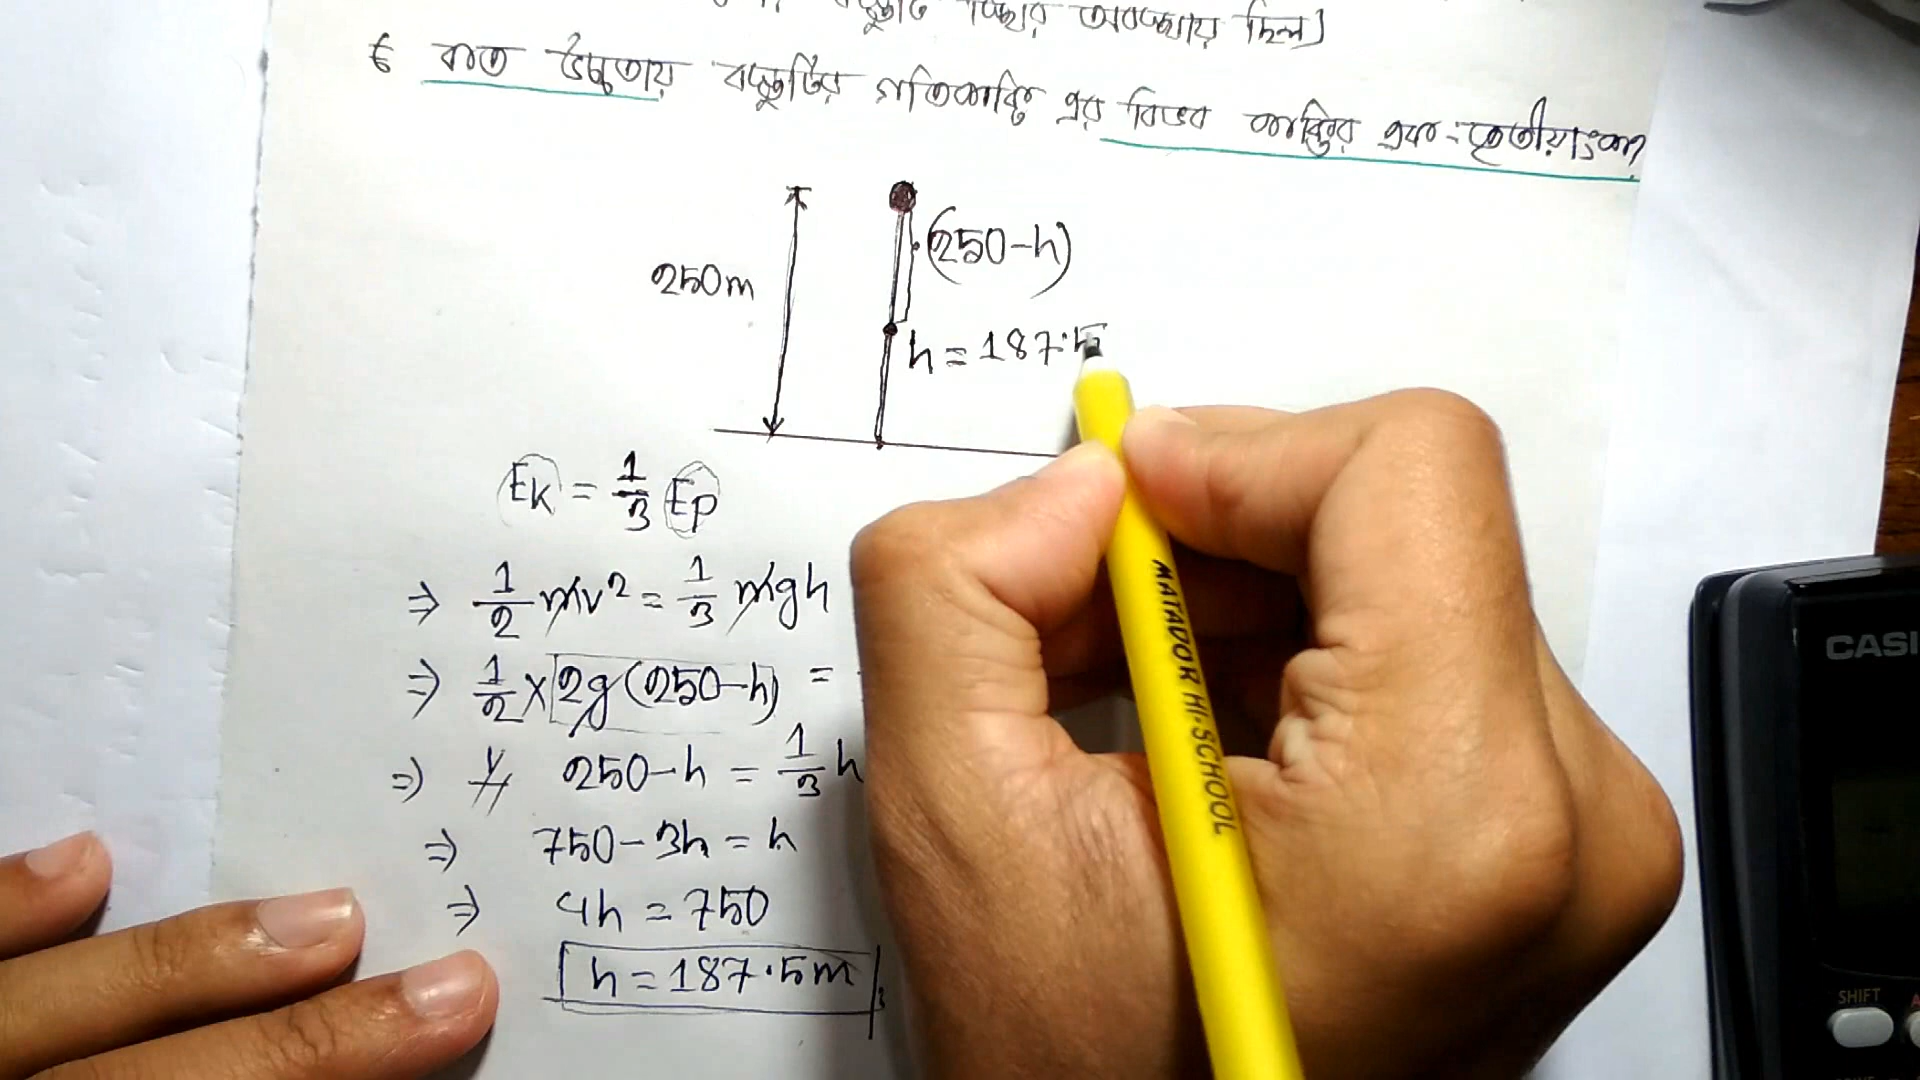 অবস্থায় ছিল]
€ কত উচ্চতায় বস্তুটির গতিশক্তি এর বিভব শক্তির এক-তৃতীয়াংশ
250m
(250-h)
h = 187.5
Ek = 1/3 Ep
⇒ 1/2 mv² = 1/3 mgh
⇒ 1/2 × 2g (250-h) =
⇒ 250-h = 1/3 h
⇒ 750-3h = h
⇒ 4h = 750
h = 187.5m
MATADOR HI-SCHOOL
CASI
SHIFT